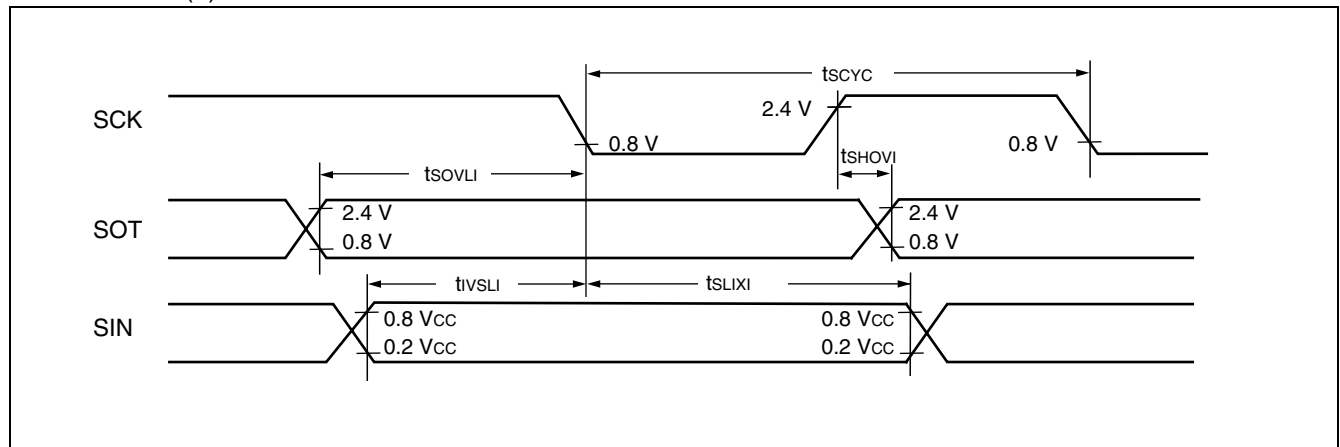 tSCYC
SCK
2.4 V
0.8 V
0.8 V
tSHOVI
tSOVLI
SOT
2.4 V
0.8 V
2.4 V
0.8 V
tIVSLI
tSLIXI
SIN
0.8 VCC
0.2 VCC
0.8 VCC
0.2 VCC